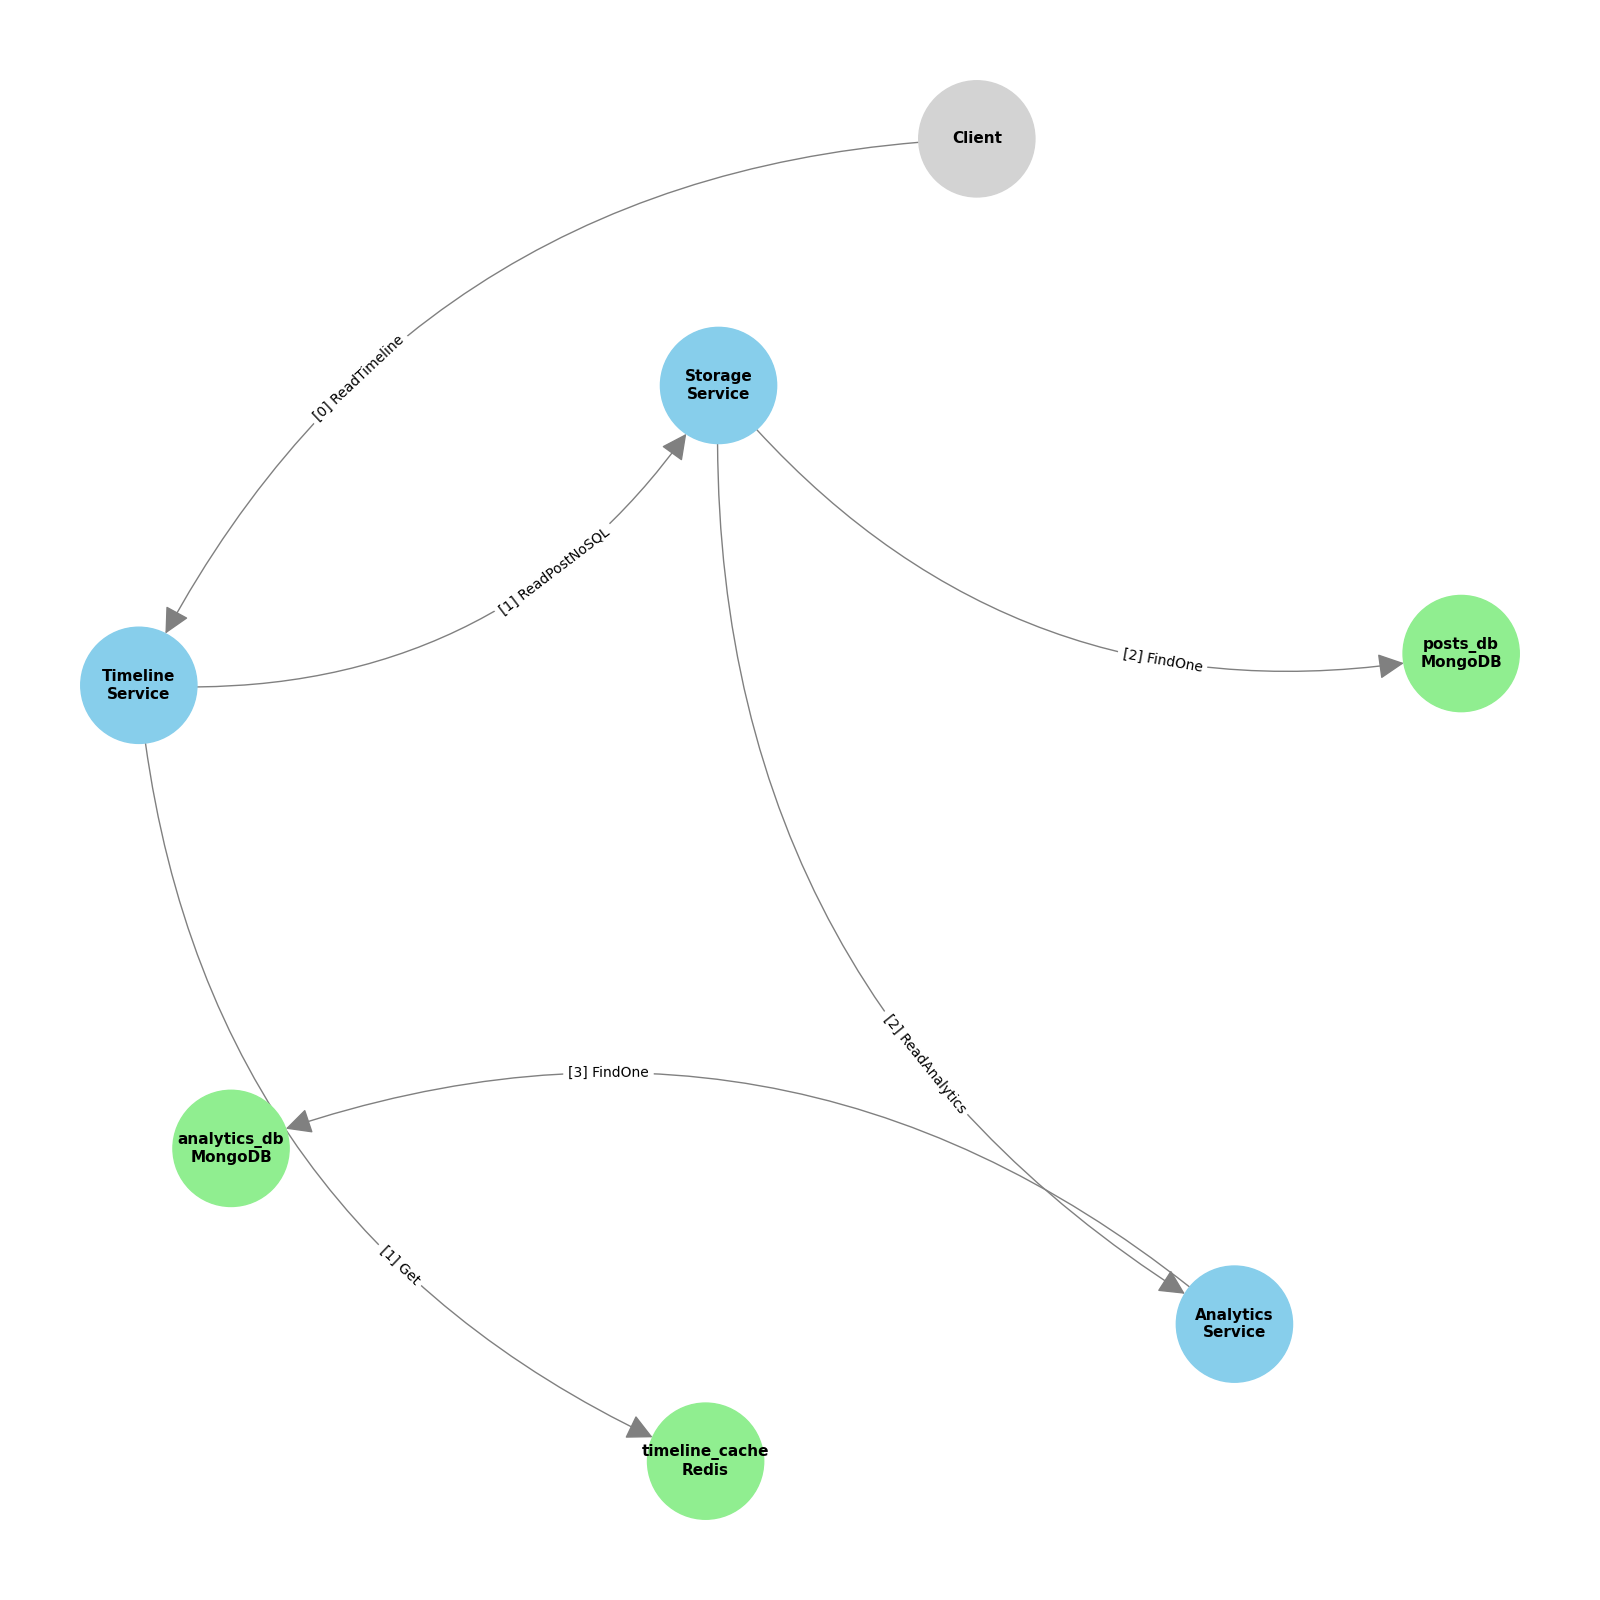 Client
[0] ReadTimeline
Storage
Service
[1] ReadPostNoSQL
posts_db
MongoDB
[2] FindOne
Timeline
Service
[2] ReadAnalytics
[3] FindOne
analytics_db
MongoDB
[1] Get
Analytics
Service
timeline_cache
Redis